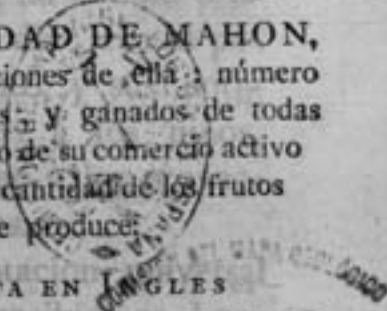 DAD DE MAHON,
ciones de ella : número
s : y ganados de todas
o de su comercio activo
cantidad de los frutos
e produce:
TA EN INGLES